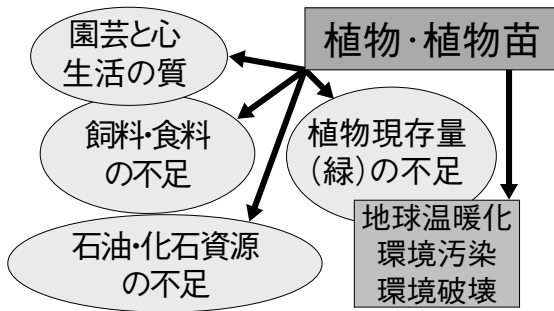 園芸と心
生活の質
植物･植物苗
飼料･食料
の不足
植物現存量
(緑)の不足
石油･化石資源
の不足
地球温暖化
環境汚染
環境破壊